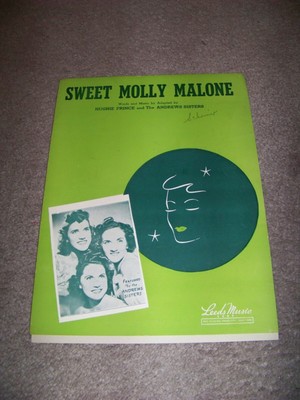 SWEET MOLLY MALONE
Words and Music as Adapted by
HUGHIE PRINCE and The ANDREWS SISTERS
FEATURED
by the
ANDREWS
SISTERS
Leeds Music